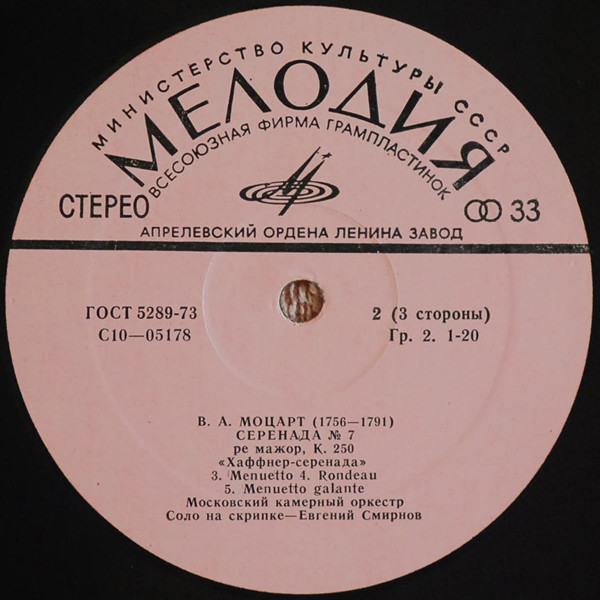 МИНИСТЕРСТВО КУЛЬТУРЫ СССР
МЕЛОДИЯ
ВСЕСОЮЗНАЯ ФИРМА ГРАМПЛАСТИНОК
СТЕРЕО
33
АПРЕЛЕВСКИЙ ОРДЕНА ЛЕНИНА ЗАВОД
ГОСТ 5289-73
2 (3 стороны)
С10—05178
Гр. 2. 1-20
В. А. МОЦАРТ (1756—1791)
СЕРЕНАДА № 7
ре мажор, К. 250
«Хаффнер-серенада»
3. Menuetto 4. Rondeau
5. Menuetto galante
Московский камерный оркестр
Соло на скрипке—Евгений Смирнов